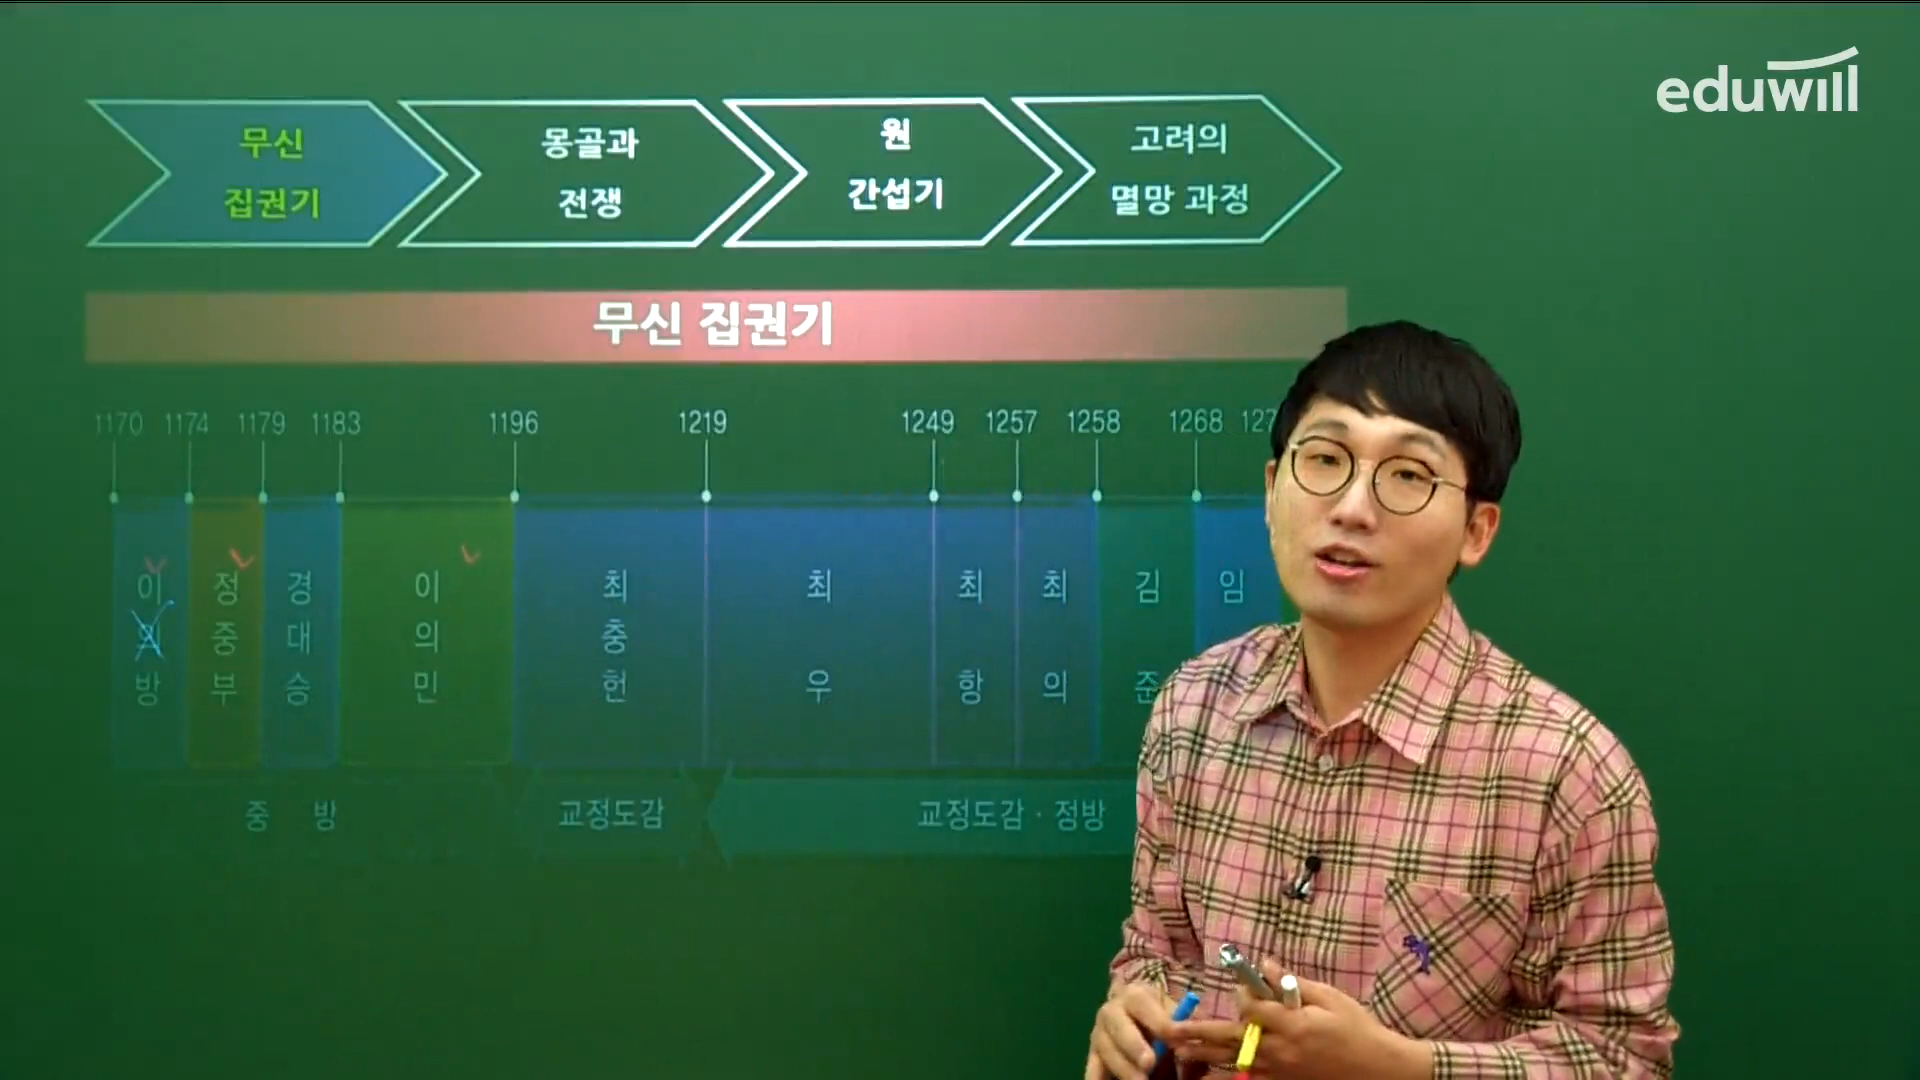 eduwill
무신
집권기
몽골과
전쟁
원
간섭기
고려의
멸망 과정
무신 집권기
1170 1174 1179 1183 1196 1219 1249 1257 1258 1268 127
이의방
정중부
경대승
이의민
최충헌
최우
최항
최의
김준
임
중 방
교정도감
교정도감 · 정방